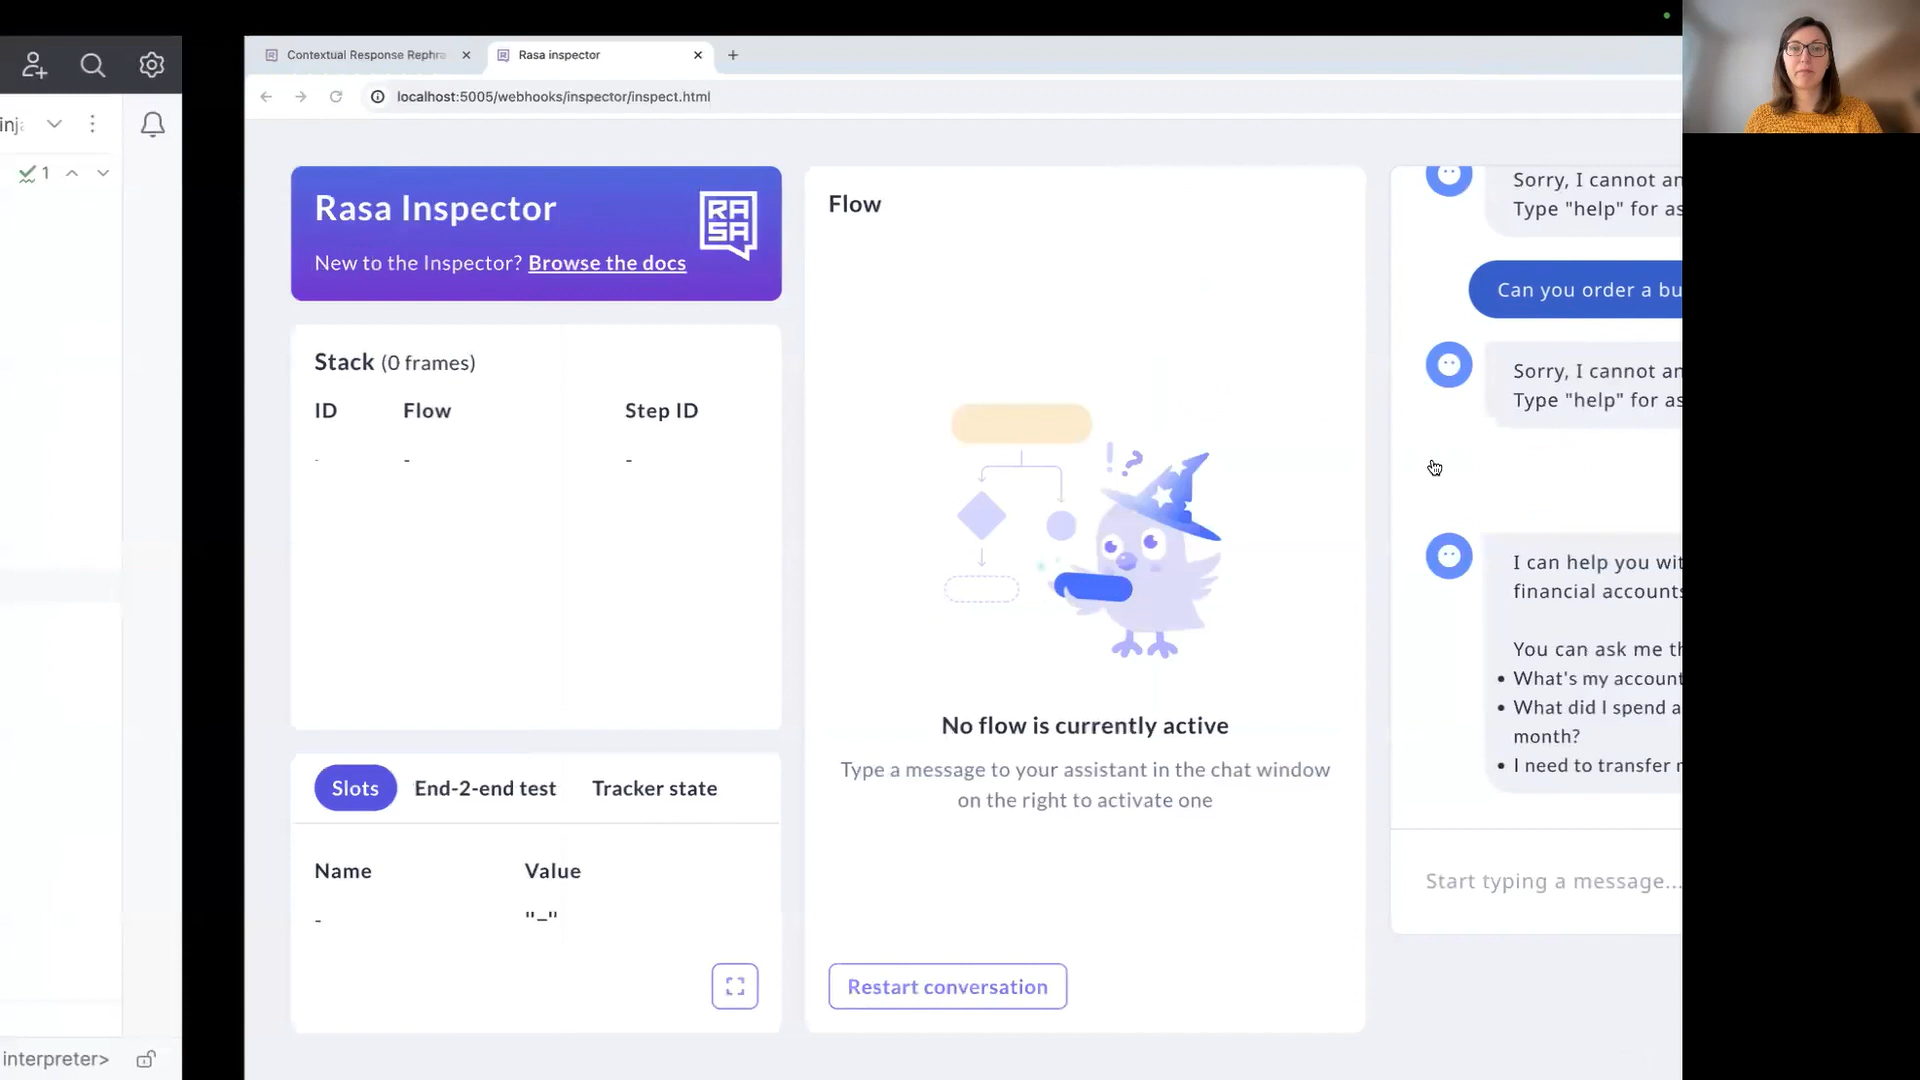 Contextual Response Rephra
Rasa inspector
localhost:5005/webhooks/inspector/inspect.html
inj
1
Rasa Inspector
RASA
New to the Inspector? Browse the docs
Stack (0 frames)
ID Flow Step ID
- - -
Slots End-2-end test Tracker state
Name Value
- "-"
Flow
! ?
No flow is currently active
Type a message to your assistant in the chat window
on the right to activate one
Restart conversation
Sorry, I cannot an
Type "help" for as
Can you order a bu
Sorry, I cannot an
Type "help" for as
I can help you wit
financial accounts
You can ask me th
• What's my account
• What did I spend a
month?
• I need to transfer r
Start typing a message...
interpreter>